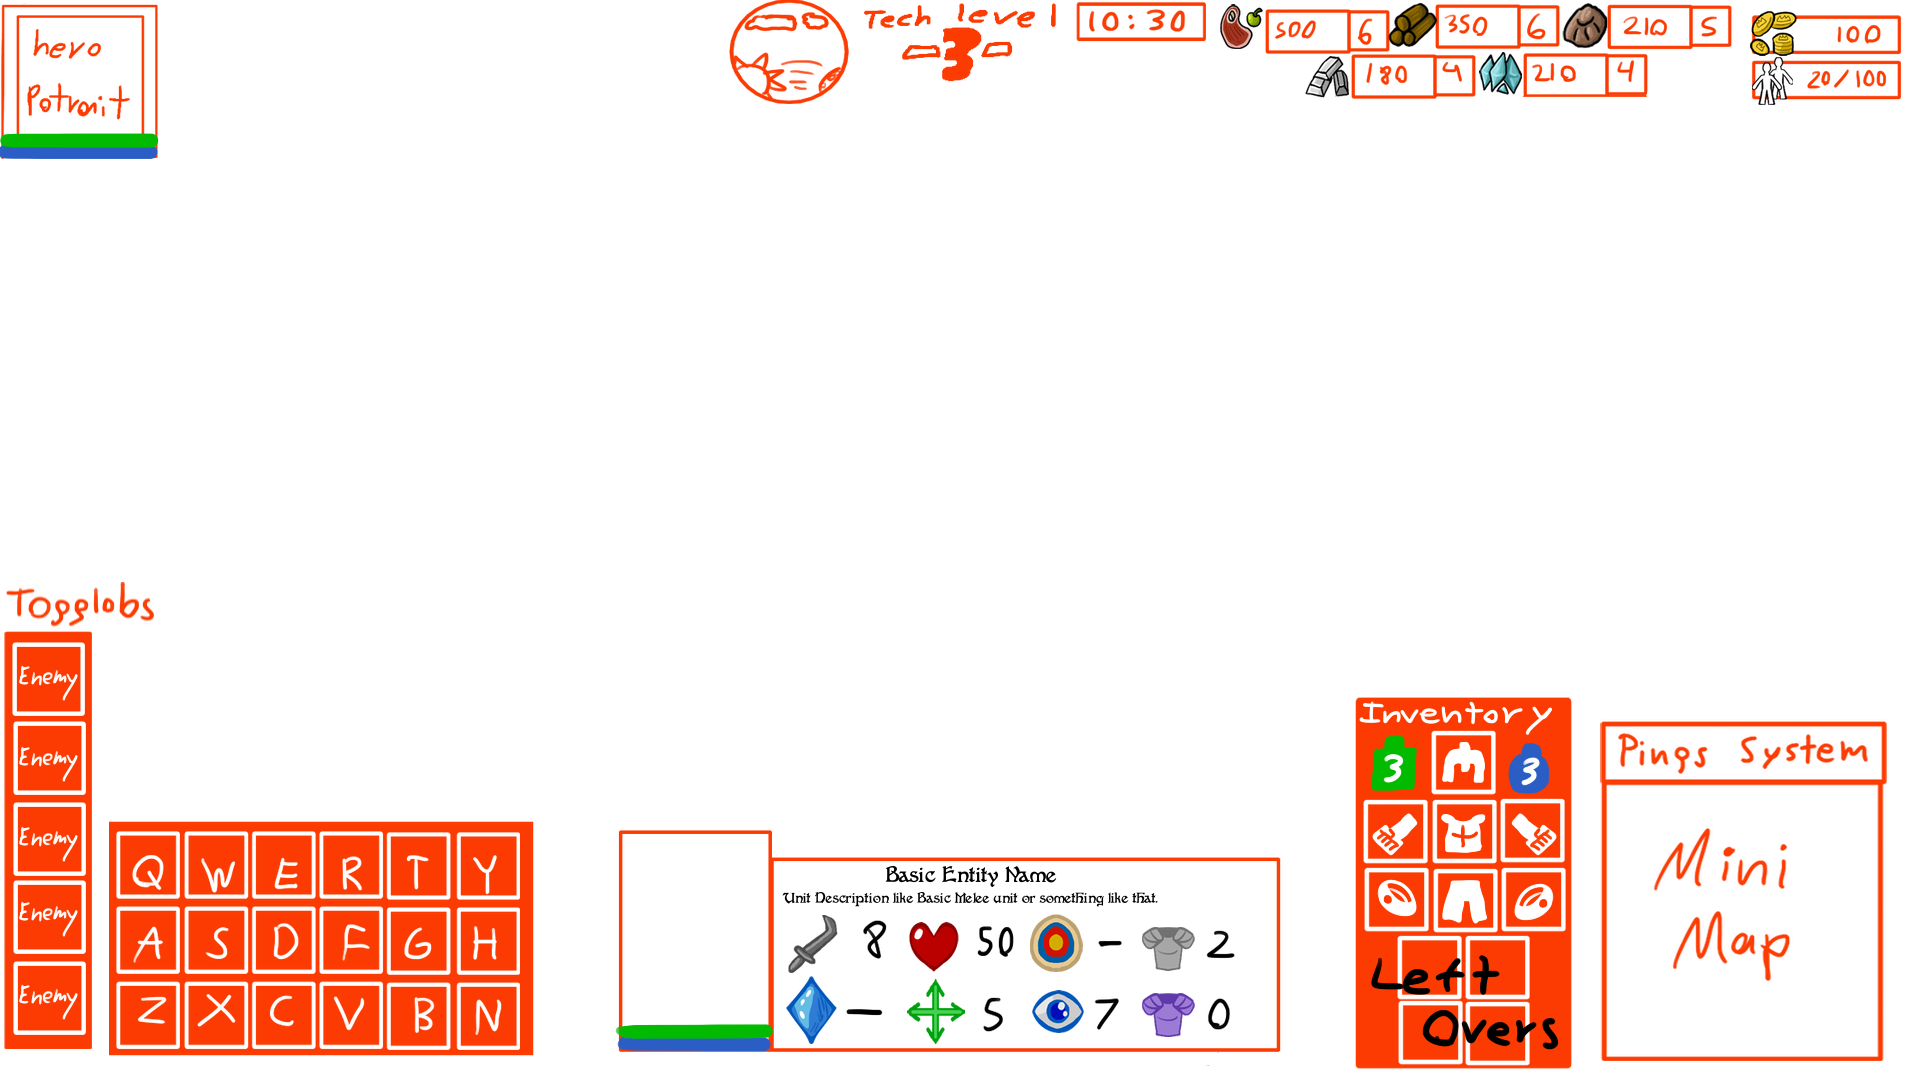 hero
Potrait
Tech level
3
10:30
500 6
350 6
210 5
100
180 4
210 4
20/100
Togglobs
Enemy
Enemy
Enemy
Enemy
Enemy
Q W E R T Y
A S D F G H
Z X C V B N
Basic Entity Name
Unit Description like Basic Melee unit or something like that.
8 50 - 2
- 5 7 0
Inventory
3 3
Left
Overs
Pings System
Mini
Map